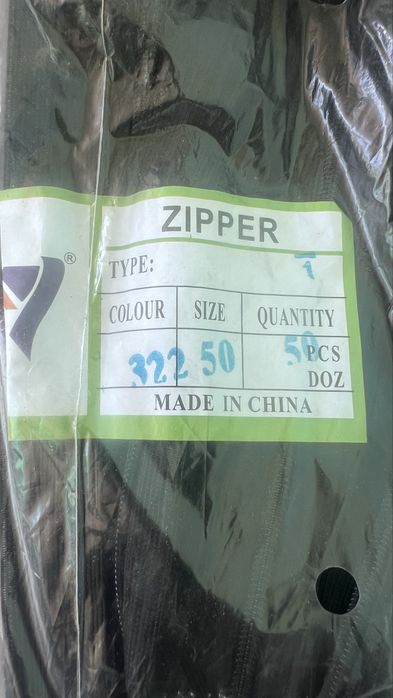 ZIPPER
®
TYPE:
COLOUR SIZE QUANTITY
322 50 50 PCS
DOZ
MADE IN CHINA